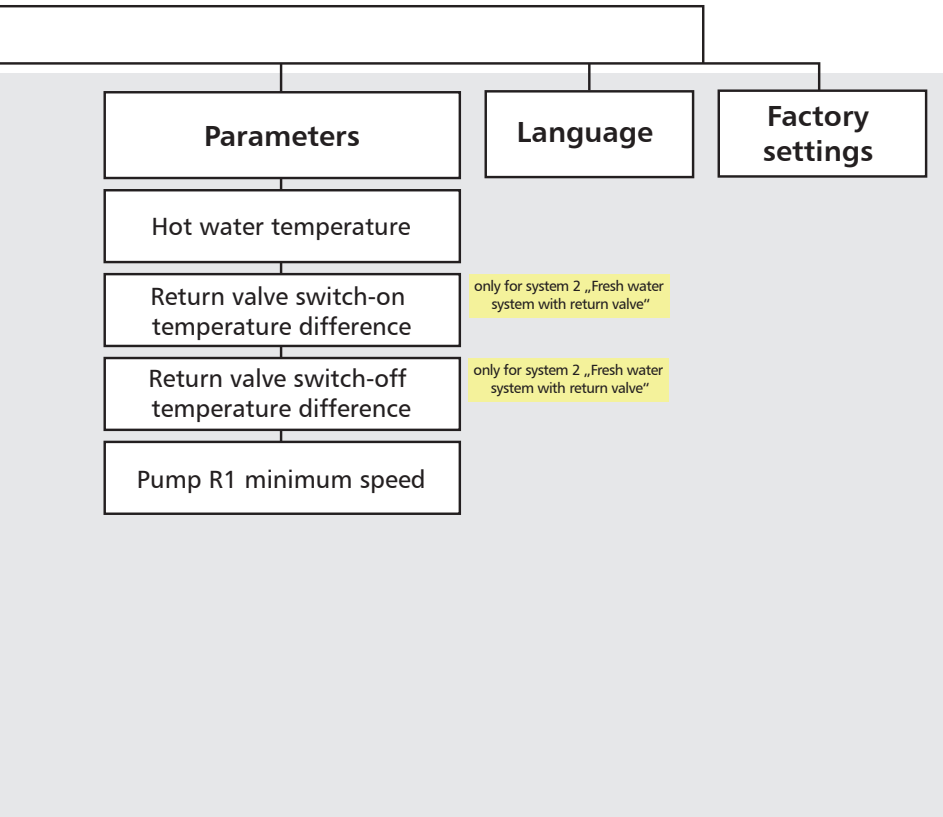 Parameters
Language
Factory
settings
Hot water temperature
Return valve switch-on
temperature difference
only for system 2 „Fresh water
system with return valve“
Return valve switch-off
temperature difference
only for system 2 „Fresh water
system with return valve“
Pump R1 minimum speed